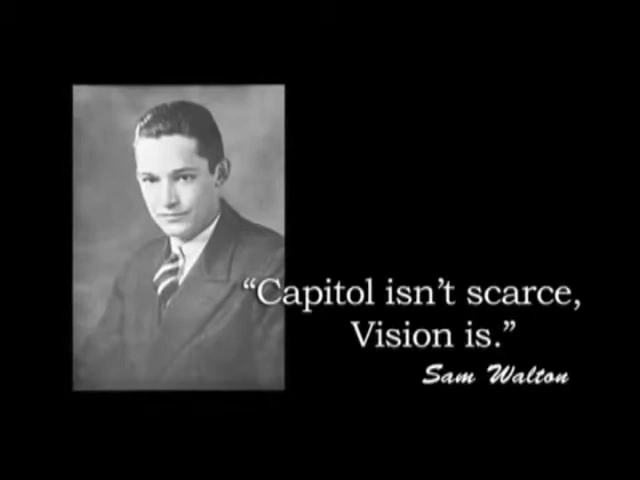 “Capitol isn’t scarce,
Vision is.”
Sam Walton